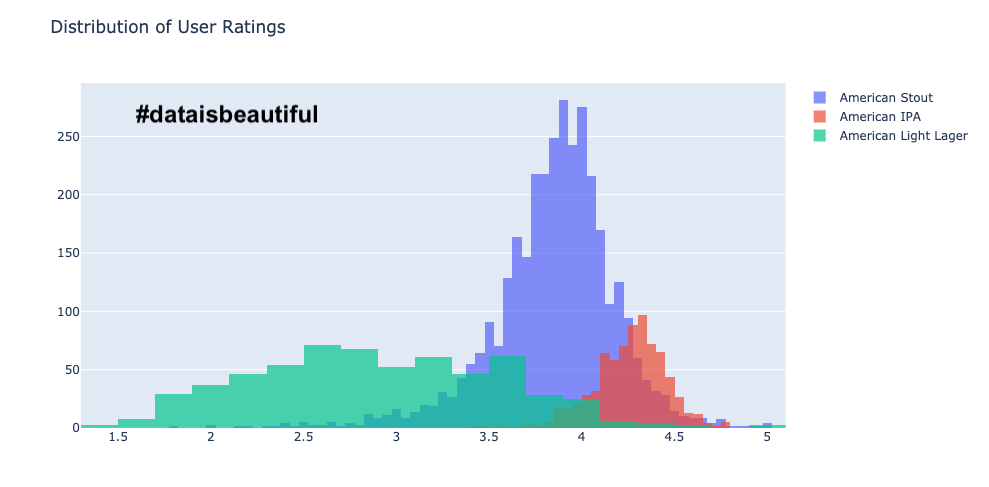 Distribution of User Ratings
#dataisbeautiful
American Stout
American IPA
American Light Lager
250
200
150
100
50
0
1.5
2
2.5
3
3.5
4
4.5
5